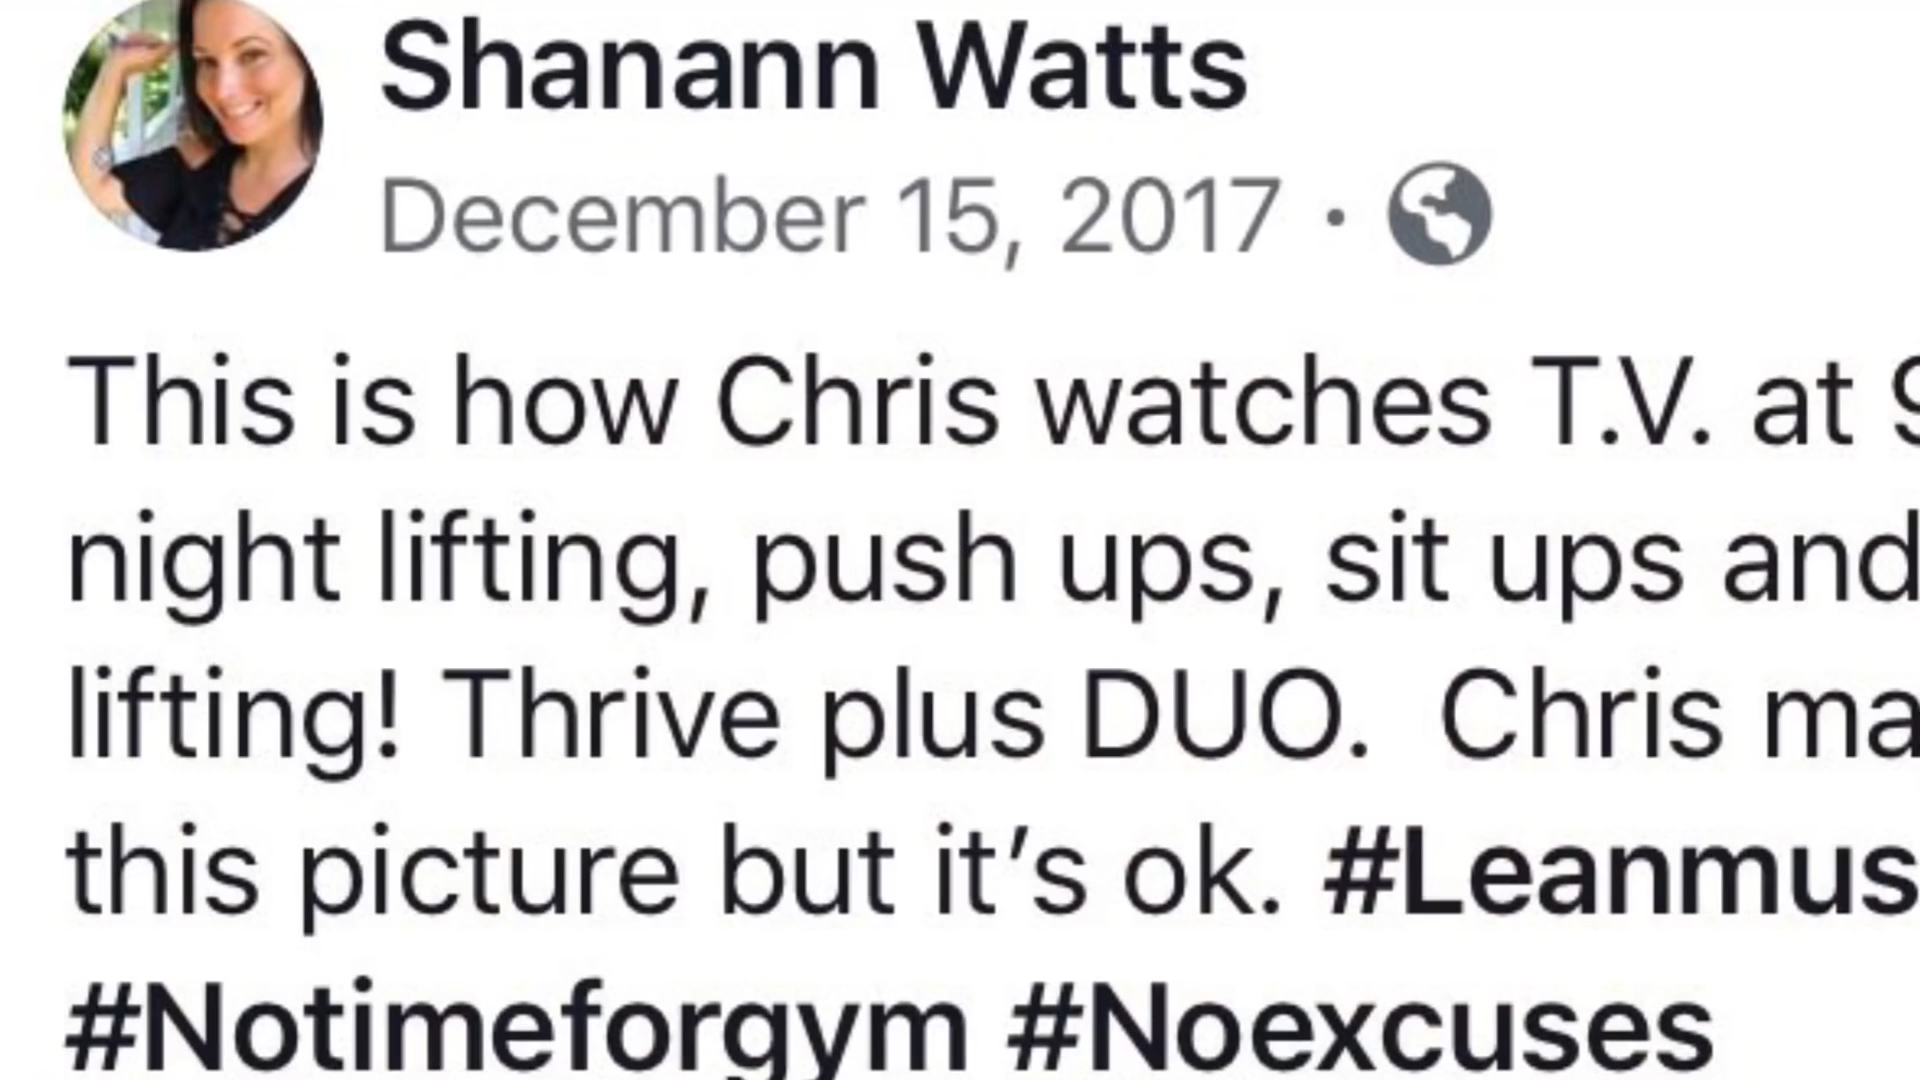 Shanann Watts
December 15, 2017 ·
This is how Chris watches T.V. at
night lifting, push ups, sit ups and
lifting! Thrive plus DUO.  Chris
this picture but it’s ok.
#Notimeforgym #Noexcuses